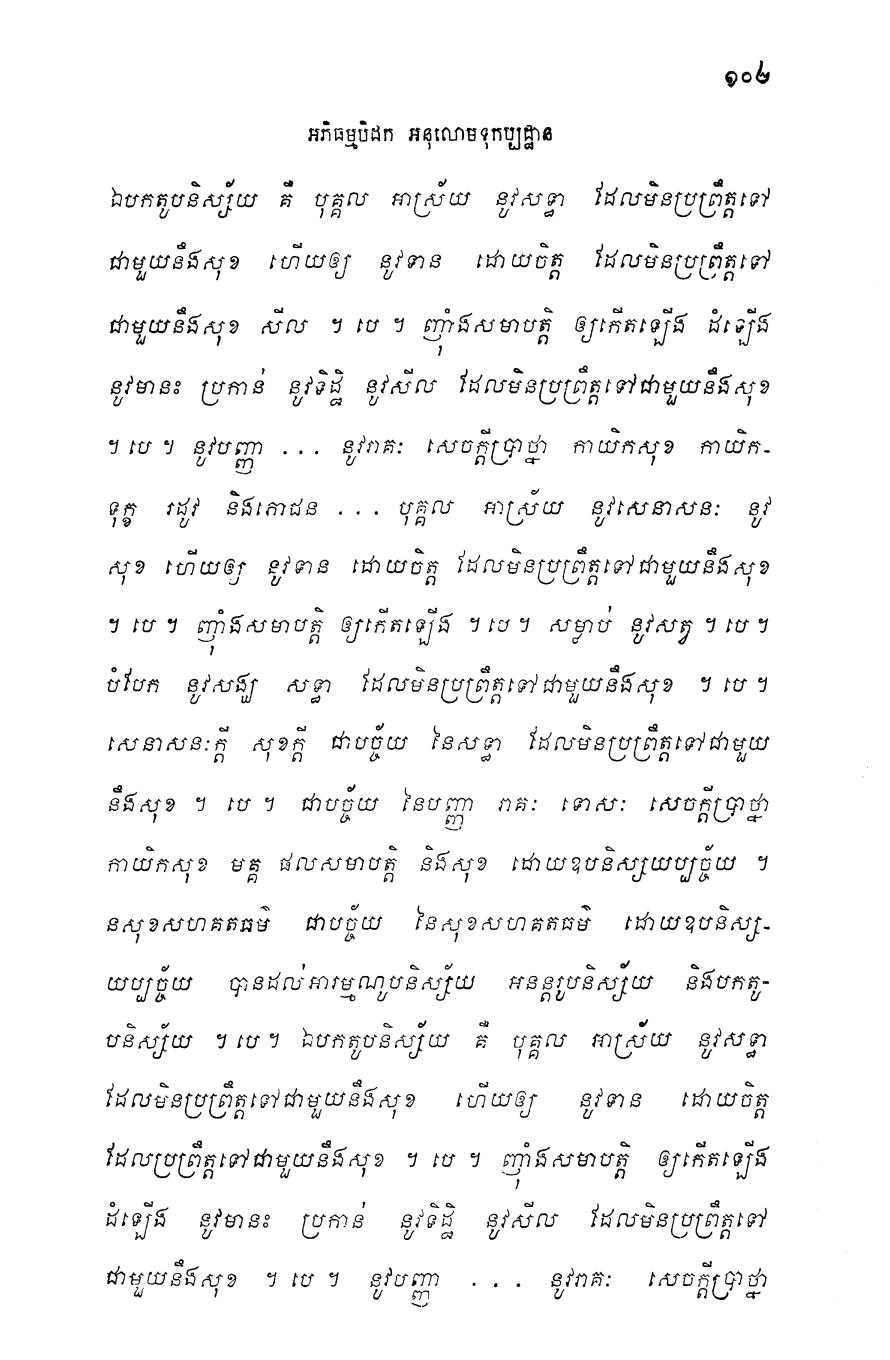 ១០២
អភិធម្មបិដក អនុលោមទុកប្បដ្ឋាន
ឯបកតូបនិស្ស័យ គឺ បុគ្គល អាស្រ័យ នូវសទ្ធា ដែលមិនប្រព្រឹត្តទៅ
ជាមួយនឹងសុខ ហើយឲ្យ នូវទាន ដោយចិត្ត ដែលមិនប្រព្រឹត្តទៅ
ជាមួយនឹងសុខ សីល ។ បេ ។ ញ៉ាំងសមាបត្តិ ឲ្យកើតឡើង ដំឡើង
នូវមានះ ប្រកាន់ នូវទិដ្ឋិ នូវសីល ដែលមិនប្រព្រឹត្តទៅជាមួយនឹងសុខ
។ បេ ។ នូវបញ្ញា ... នូវរាគៈ សេចក្តីប្រាថ្នា កាយិកសុខ កាយិក-
ទុក្ខ រដូវ និងភោជន ... បុគ្គល អាស្រ័យ នូវសេនាសនៈ នូវ
សុខ ហើយឲ្យ នូវទាន ដោយចិត្ត ដែលមិនប្រព្រឹត្តទៅជាមួយនឹងសុខ
។ បេ ។ ញ៉ាំងសមាបត្តិ ឲ្យកើតឡើង ។ បេ ។ សម្លាប់ នូវសត្វ ។ បេ ។
បំបែក នូវសង្ឃ សទ្ធា ដែលមិនប្រព្រឹត្តទៅជាមួយនឹងសុខ ។ បេ ។
សេនាសនៈក្តី សុខក្តី ជាបច្ច័យ នៃសទ្ធា ដែលមិនប្រព្រឹត្តទៅជាមួយ
នឹងសុខ ។ បេ ។ ជាបច្ច័យ នៃបញ្ញា រាគៈ ទោសៈ សេចក្តីប្រាថ្នា
កាយិកសុខ មគ្គ ផលសមាបត្តិ និងសុខ ដោយឧបនិស្សយប្បច្ច័យ ។
នសុខសហគតធម៌ ជាបច្ច័យ នៃសុខសហគតធម៌ ដោយឧបនិស្ស-
យប្បច្ច័យ បានដល់អារម្មណូបនិស្ស័យ អនន្តរូបនិស្ស័យ និងបកតូ-
បនិស្ស័យ ។ បេ ។ ឯបកតូបនិស្ស័យ គឺ បុគ្គល អាស្រ័យ នូវសទ្ធា
ដែលមិនប្រព្រឹត្តទៅជាមួយនឹងសុខ ហើយឲ្យ នូវទាន ដោយចិត្ត
ដែលប្រព្រឹត្តទៅជាមួយនឹងសុខ ។ បេ ។ ញ៉ាំងសមាបត្តិ ឲ្យកើតឡើង
ដំឡើង នូវមានះ ប្រកាន់ នូវទិដ្ឋិ នូវសីល ដែលមិនប្រព្រឹត្តទៅ
ជាមួយនឹងសុខ ។ បេ ។ នូវបញ្ញា ... នូវរាគៈ សេចក្តីប្រាថ្នា